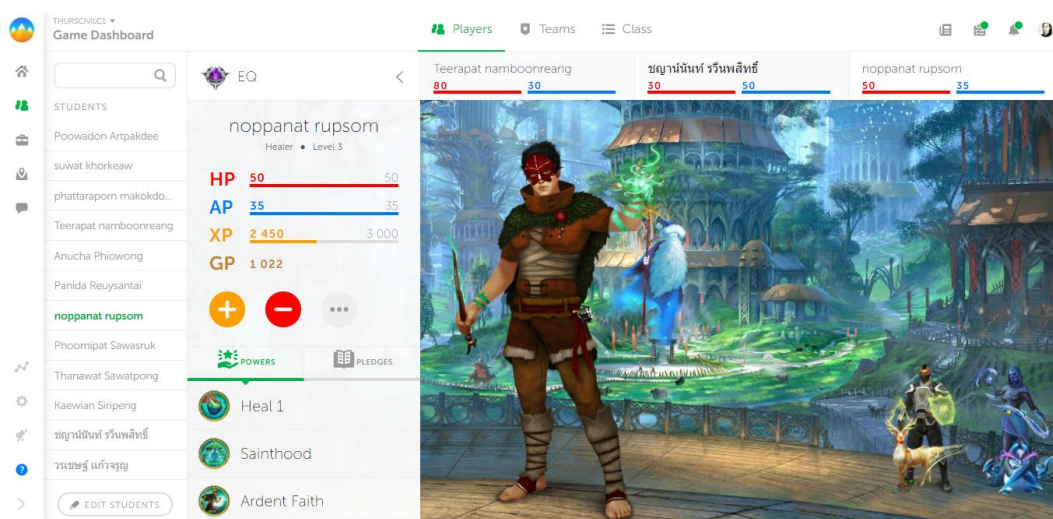 THURSCIVILC1
Game Dashboard
Players
Teams
Class
STUDENTS
Poowadon Artpakdee
suwat khorkeaw
phattaraporn makokdo...
Teerapat namboonreang
Anucha Phiowong
Panida Reuysantai
noppanat rupsom
Phoomipat Sawasruk
Thanawat Sawatpong
Kaewian Siripeng
ชญาน์นันท์ รวีนพสิทธิ์
วรเชษฐ์ แก้วจรูญ
EDIT STUDENTS
EQ
noppanat rupsom
Healer • Level 3
HP 50 50
AP 35 35
XP 2 450 3 000
GP 1 022
POWERS
PLEDGES
Heal 1
Sainthood
Ardent Faith
Teerapat namboonreang
80 30
ชญาน์นันท์ รวีนพสิทธิ์
30 50
noppanat rupsom
50 35